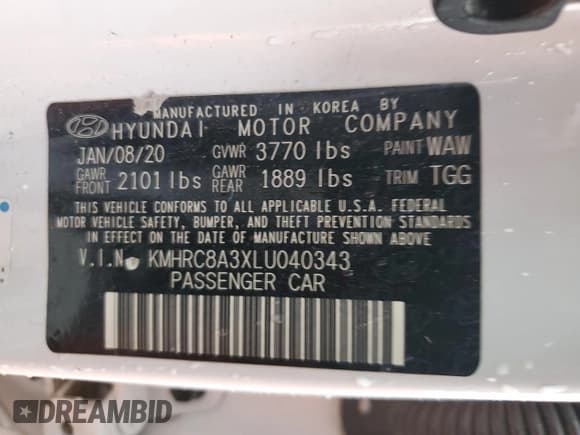 MANUFACTURED IN KOREA BY
HYUNDAI MOTOR COMPANY
JAN/08/20 GVWR 3770 lbs PAINT WAW
GAWR FRONT 2101 lbs GAWR REAR 1889 lbs TRIM TGG
THIS VEHICLE CONFORMS TO ALL APPLICABLE U.S.A. FEDERAL
MOTOR VEHICLE SAFETY, BUMPER, AND THEFT PREVENTION STANDARDS
IN EFFECT ON THE DATE OF MANUFACTURE SHOWN ABOVE
V.I.N. KMHRC8A3XLU040343
PASSENGER CAR
DREAMBID